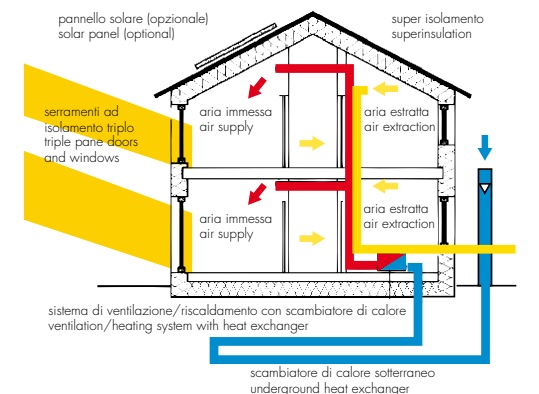 pannello solare (opzionale)
solar panel (optional)
super isolamento
superinsulation
serramenti ad
isolamento triplo
triple pane doors
and windows
aria immessa
air supply
aria estratta
air extraction
aria immessa
air supply
aria estratta
air extraction
sistema di ventilazione/riscaldamento con scambiatore di calore
ventilation/heating system with heat exchanger
scambiatore di calore sotterraneo
underground heat exchanger